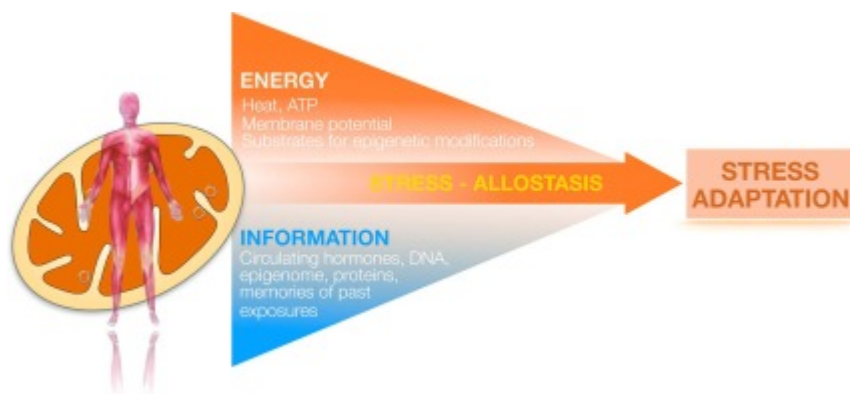 ENERGY
Heat, ATP
Membrane potential
Substrates for epigenetic modifications
STRESS - ALLOSTASIS
STRESS
ADAPTATION
INFORMATION
Circulating hormones, DNA,
epigenome, proteins,
memories of past
exposures